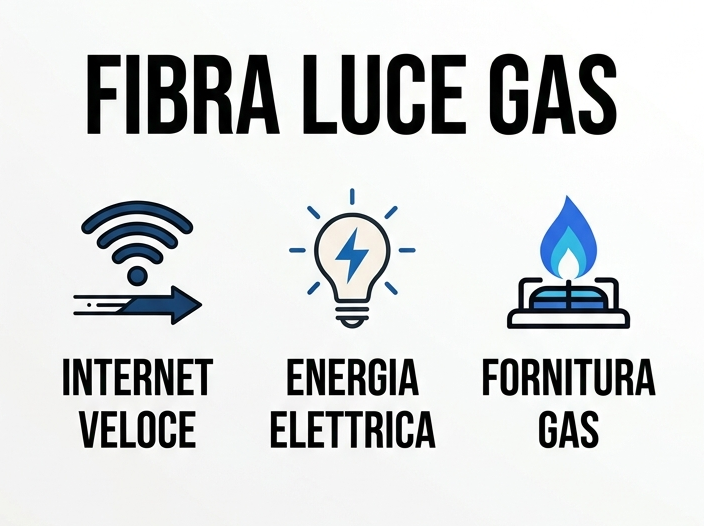 FIBRA LUCE GAS
INTERNET
VELOCE
ENERGIA
ELETTRICA
FORNITURA
GAS